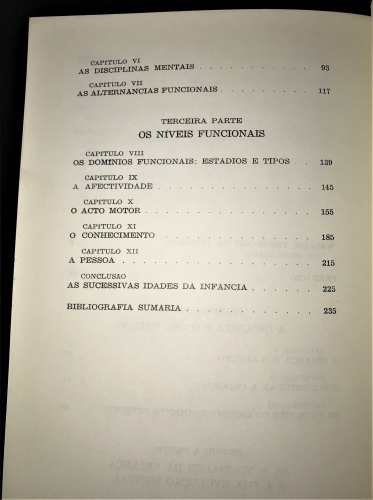 CAPITULO VI
AS DISCIPLINAS MENTAIS . . . . . . . . . . . 93
CAPITULO VII
AS ALTERNANCIAS FUNCIONAIS . . . . . . . . . 117
TERCEIRA PARTE
OS NÍVEIS FUNCIONAIS
CAPITULO VIII
OS DOMINIOS FUNCIONAIS: ESTADIOS E TIPOS . . 139
CAPITULO IX
A AFECTIVIDADE . . . . . . . . . . . . . . . 145
CAPITULO X
O ACTO MOTOR . . . . . . . . . . . . . . . . 155
CAPITULO XI
O CONHECIMENTO . . . . . . . . . . . . . . . 185
CAPITULO XII
A PESSOA . . . . . . . . . . . . . . . . . . 215
CONCLUSÃO
AS SUCESSIVAS IDADES DA INFANCIA . . . . . . 225
BIBLIOGRAFIA SUMARIA . . . . . . . . . . . . 235